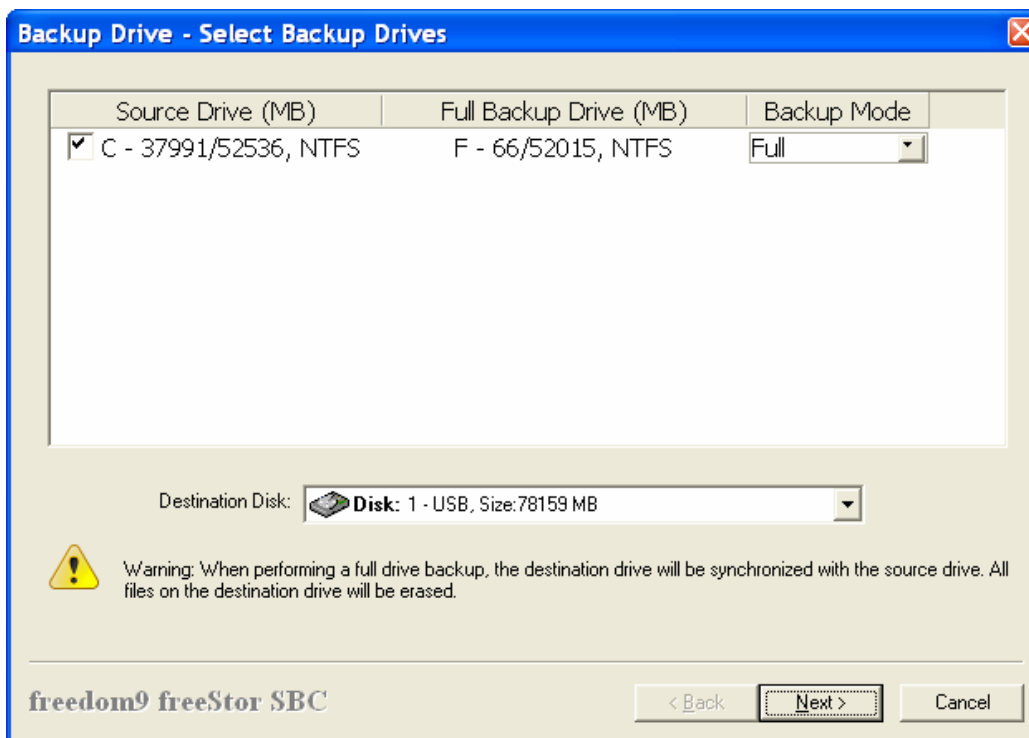 Backup Drive - Select Backup Drives
Source Drive (MB) Full Backup Drive (MB) Backup Mode
C - 37991/52536, NTFS F - 66/52015, NTFS Full
Destination Disk: Disk: 1 - USB, Size:78159 MB
Warning: When performing a full drive backup, the destination drive will be synchronized with the source drive. All
files on the destination drive will be erased.
freedom9 freeStor SBC < Back Next > Cancel